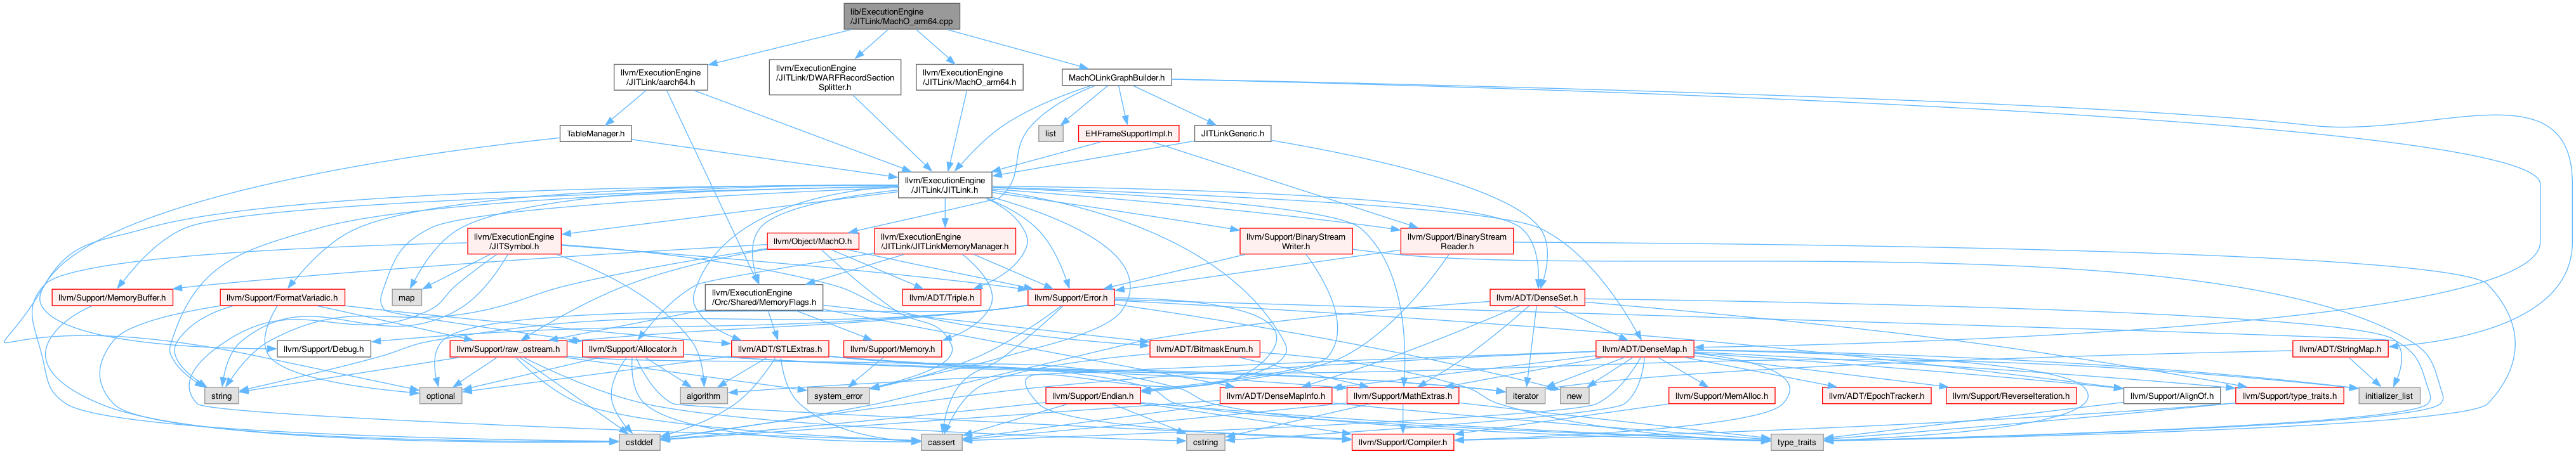 lib/ExecutionEngine
/JITLink/MachO_arm64.cpp
llvm/ExecutionEngine
/JITLink/aarch64.h
llvm/ExecutionEngine
/JITLink/DWARFRecordSection
Splitter.h
llvm/ExecutionEngine
/JITLink/MachO_arm64.h
MachOLinkGraphBuilder.h
TableManager.h
list
EHFrameSupportImpl.h
JITLinkGeneric.h
llvm/ExecutionEngine
/JITLink/JITLink.h
llvm/ExecutionEngine
/JITSymbol.h
llvm/Object/MachO.h
llvm/ExecutionEngine
/JITLink/JITLinkMemoryManager.h
llvm/Support/BinaryStream
Writer.h
llvm/Support/BinaryStream
Reader.h
llvm/Support/MemoryBuffer.h
llvm/Support/FormatVariadic.h
map
llvm/ExecutionEngine
/Orc/Shared/MemoryFlags.h
llvm/ADT/Triple.h
llvm/Support/Error.h
llvm/ADT/DenseSet.h
llvm/Support/Debug.h
llvm/Support/raw_ostream.h
llvm/Support/Allocator.h
llvm/ADT/STLExtras.h
llvm/Support/Memory.h
llvm/ADT/BitmaskEnum.h
llvm/ADT/DenseMap.h
llvm/ADT/StringMap.h
string
optional
algorithm
system_error
llvm/Support/Endian.h
llvm/ADT/DenseMapInfo.h
llvm/Support/MathExtras.h
iterator
new
llvm/Support/MemAlloc.h
llvm/ADT/EpochTracker.h
llvm/Support/ReverseIteration.h
llvm/Support/AlignOf.h
llvm/Support/type_traits.h
initializer_list
cstddef
cassert
cstring
llvm/Support/Compiler.h
type_traits